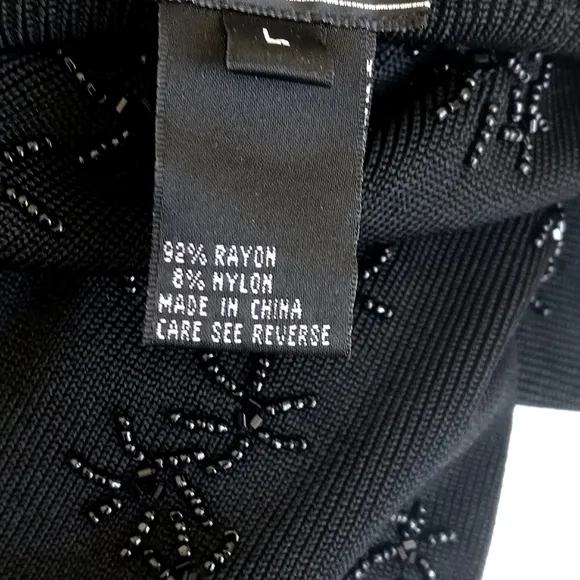 L
92% RAYON
8% NYLON
MADE IN CHINA
CARE SEE REVERSE